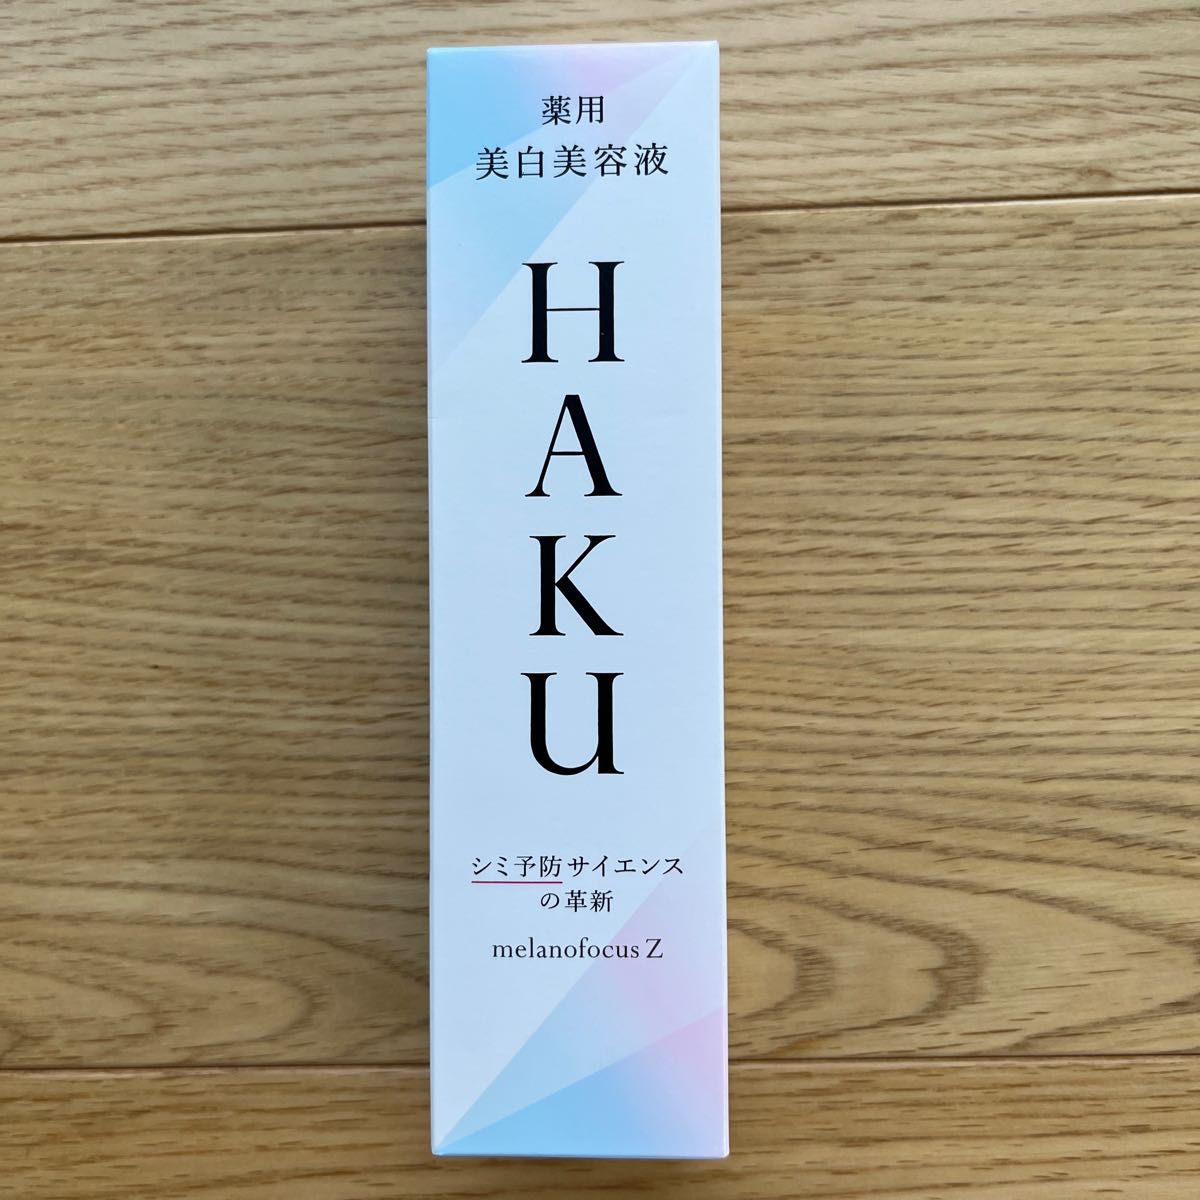 薬用
美白美容液
HAKU
シミ予防サイエンス
の革新
melanofocus Z